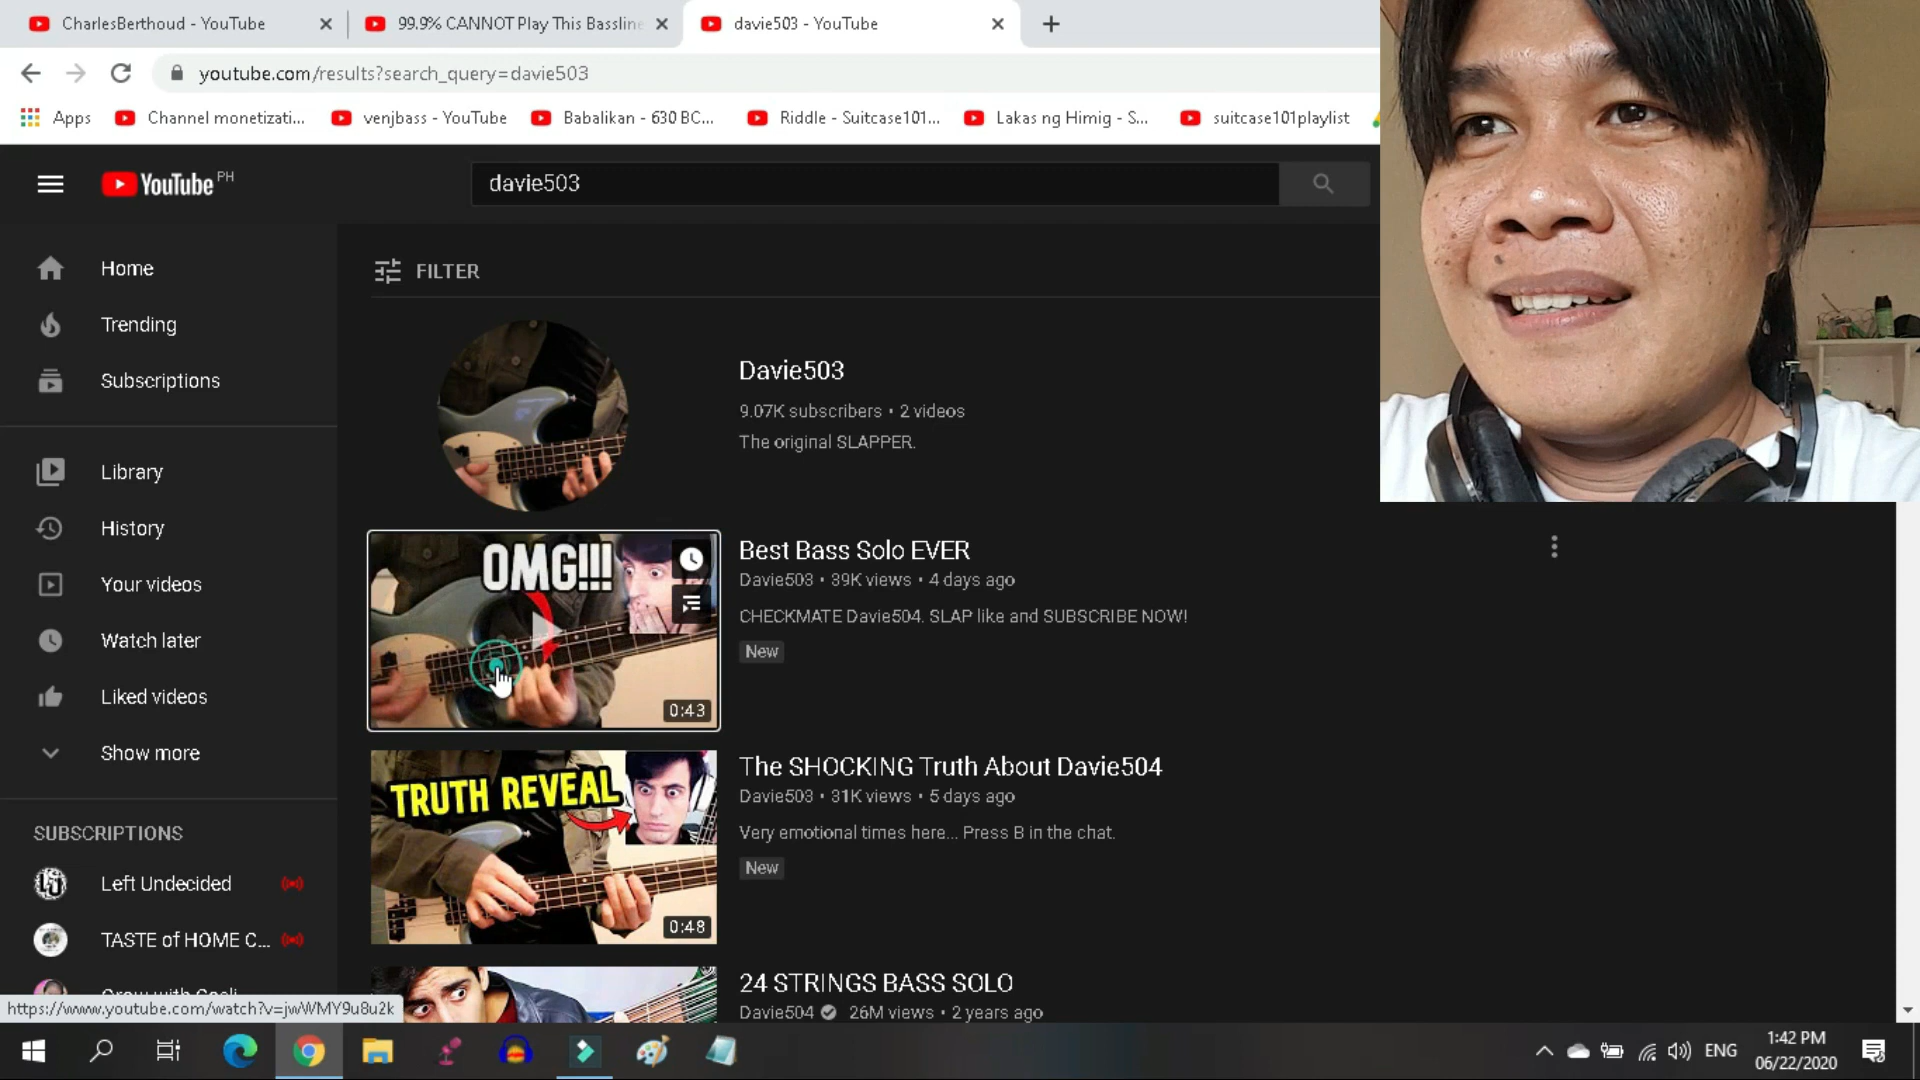 CharlesBerthoud - YouTube
99.9% CANNOT Play This Bassline
davie503 - YouTube
youtube.com/results?search_query=davie503
Apps
Channel monetizati...
venjbass - YouTube
Babalikan - 630 BC...
Riddle - Suitcase101...
Lakas ng Himig - S...
suitcase101playlist
YouTube PH
davie503
Home
Trending
Subscriptions
Library
History
Your videos
Watch later
Liked videos
Show more
SUBSCRIPTIONS
Left Undecided
TASTE of HOME C...
FILTER
Davie503
9.07K subscribers • 2 videos
The original SLAPPER.
OMG!!!
0:43
Best Bass Solo EVER
Davie503 • 39K views • 4 days ago
CHECKMATE Davie504. SLAP like and SUBSCRIBE NOW!
New
TRUTH REVEAL
0:48
The SHOCKING Truth About Davie504
Davie503 • 31K views • 5 days ago
Very emotional times here... Press B in the chat.
New
24 STRINGS BASS SOLO
Davie504 26M views • 2 years ago
https://www.youtube.com/watch?v=jwWMY9u8u2k
ENG
1:42 PM
06/22/2020